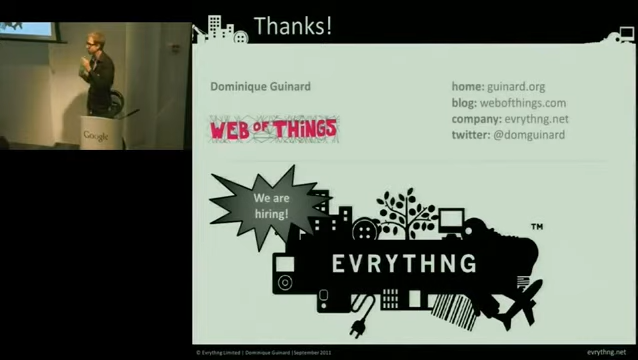 Thanks!
Dominique Guinard
WEB OF THINGS
home: guinard.org
blog: webofthings.com
company: evrythng.net
twitter: @domguinard
We are
hiring!
EVRYTHNG
TM
Google
© Evrythng Limited | Dominique Guinard | September 2011
evrythng.net